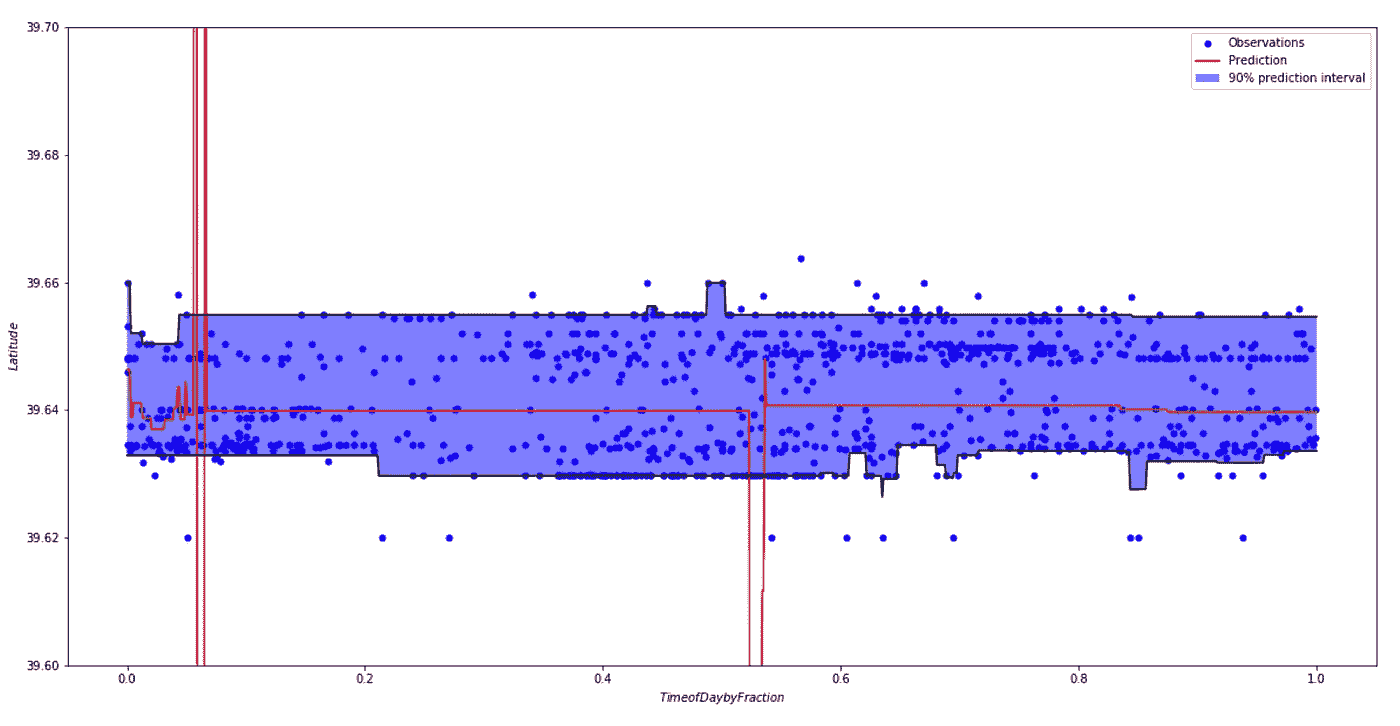 39.70
39.68
39.66
39.64
39.62
39.60
Latitude
0.0 0.2 0.4 0.6 0.8 1.0
TimeofDaybyFraction
Observations
Prediction
90% prediction interval